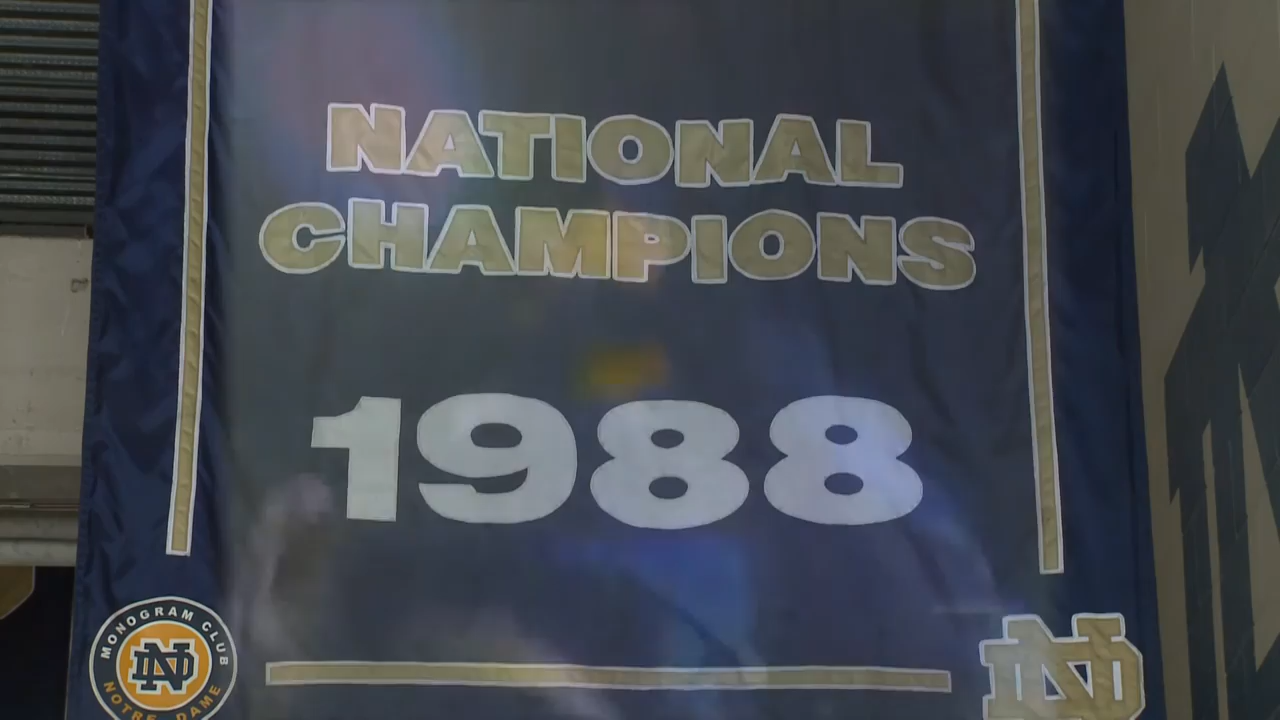 NATIONAL
CHAMPIONS
1988
MONOGRAM CLUB
NOTRE DAME
ND
ND